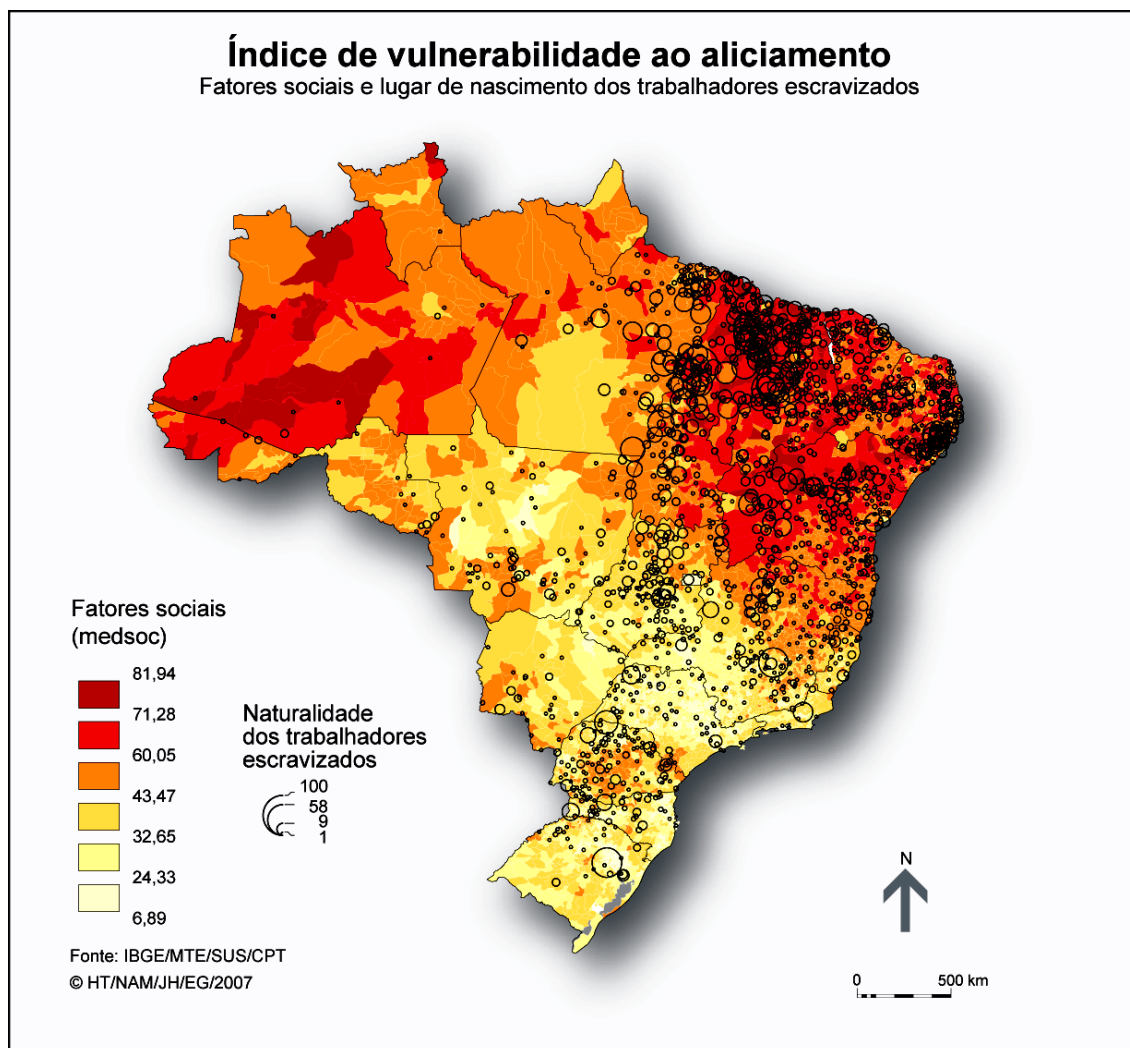 Índice de vulnerabilidade ao aliciamento
Fatores sociais e lugar de nascimento dos trabalhadores escravizados
Fatores sociais
(medsoc)
81,94
71,28
60,05
43,47
32,65
24,33
6,89
Naturalidade
dos trabalhadores
escravizados
100
58
9
1
Fonte: IBGE/MTE/SUS/CPT
© HT/NAM/JH/EG/2007
N
0 500 km